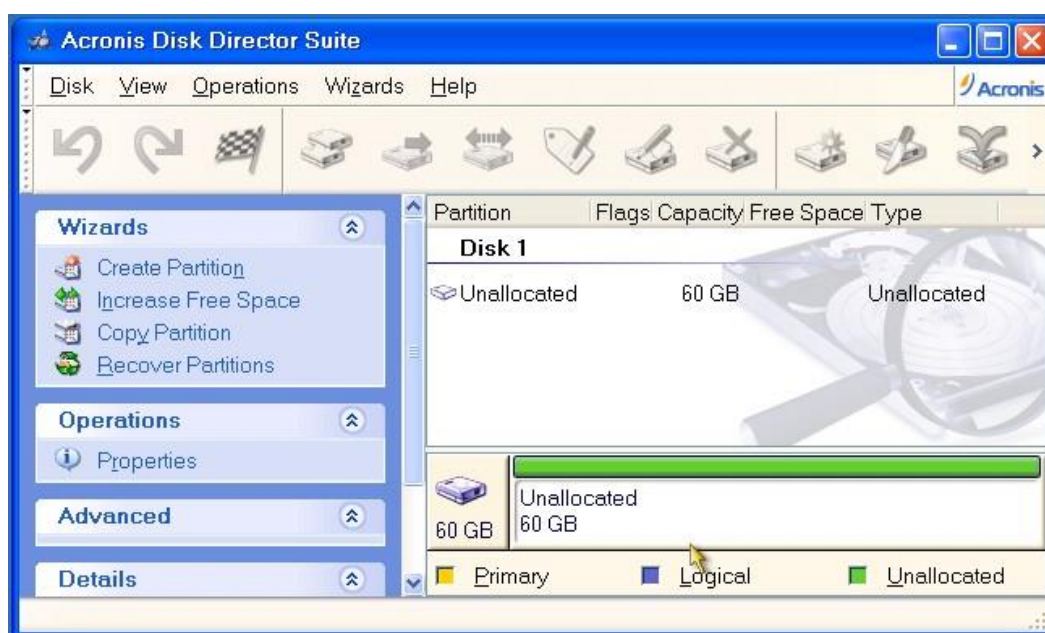 Acronis Disk Director Suite
Disk View Operations Wizards Help
Acronis
Wizards
Create Partition
Increase Free Space
Copy Partition
Recover Partitions
Operations
Properties
Advanced
Details
Partition Flags Capacity Free Space Type
Disk 1
Unallocated 60 GB Unallocated
60 GB
Unallocated
60 GB
Primary Logical Unallocated